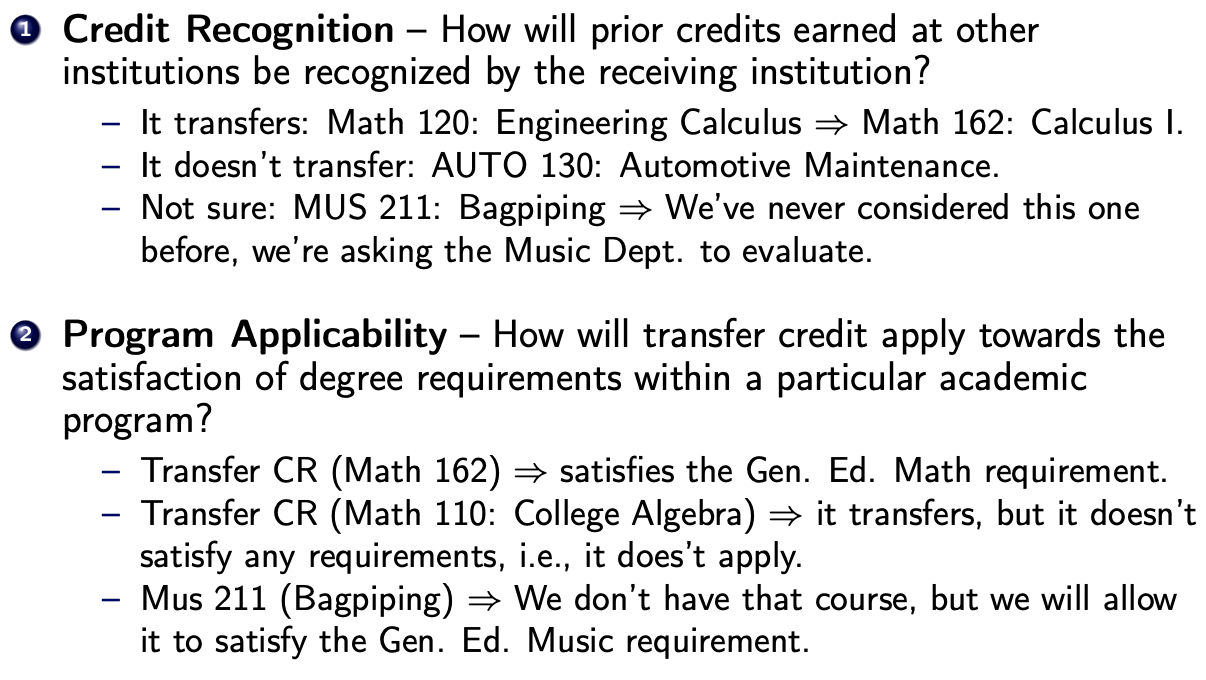 1 Credit Recognition – How will prior credits earned at other
institutions be recognized by the receiving institution?
– It transfers: Math 120: Engineering Calculus ⇒ Math 162: Calculus I.
– It doesn't transfer: AUTO 130: Automotive Maintenance.
– Not sure: MUS 211: Bagpiping ⇒ We've never considered this one
before, we're asking the Music Dept. to evaluate.
2 Program Applicability – How will transfer credit apply towards the
satisfaction of degree requirements within a particular academic
program?
– Transfer CR (Math 162) ⇒ satisfies the Gen. Ed. Math requirement.
– Transfer CR (Math 110: College Algebra) ⇒ it transfers, but it doesn't
satisfy any requirements, i.e., it does't apply.
– Mus 211 (Bagpiping) ⇒ We don't have that course, but we will allow
it to satisfy the Gen. Ed. Music requirement.